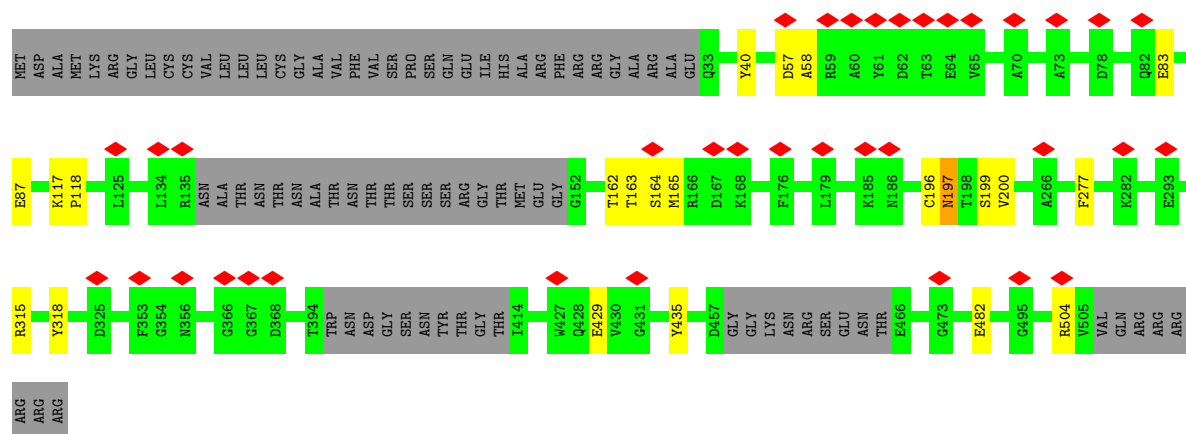 MET ASP ALA MET LYS ARG GLY LEU CYS CYS VAL LEU LEU LEU CYS GLY ALA VAL PHE VAL SER PRO SER GLN GLU ILE HIS ALA ARG PHE ARG ARG GLY ALA ARG ALA GLU Q33 Y40 D57 A58 R59 A60 Y61 D62 T63 E64 V65 A70 A73 D78 Q82 E83
E87 K117 P118 L125 L134 R135 ASN ALA THR ASN THR ASN ALA THR ASN THR THR SER SER SER ARG GLY THR MET GLU GLY G152 T162 T163 S164 M165 R166 D167 K168 F176 L179 K185 N186 C196 N197 T198 S199 V200 A266 F277 K282 E293
R315 Y318 D325 F353 G354 N356 G366 G367 D368 T394 TRP ASN ASP GLY SER ASN TYR THR GLY THR I414 W427 Q428 E429 V430 G431 Y435 D457 GLY GLY LYS ASN ARG SER GLU ASN THR E466 G473 E482 G495 R504 V505 VAL GLN ARG ARG ARG
ARG ARG ARG